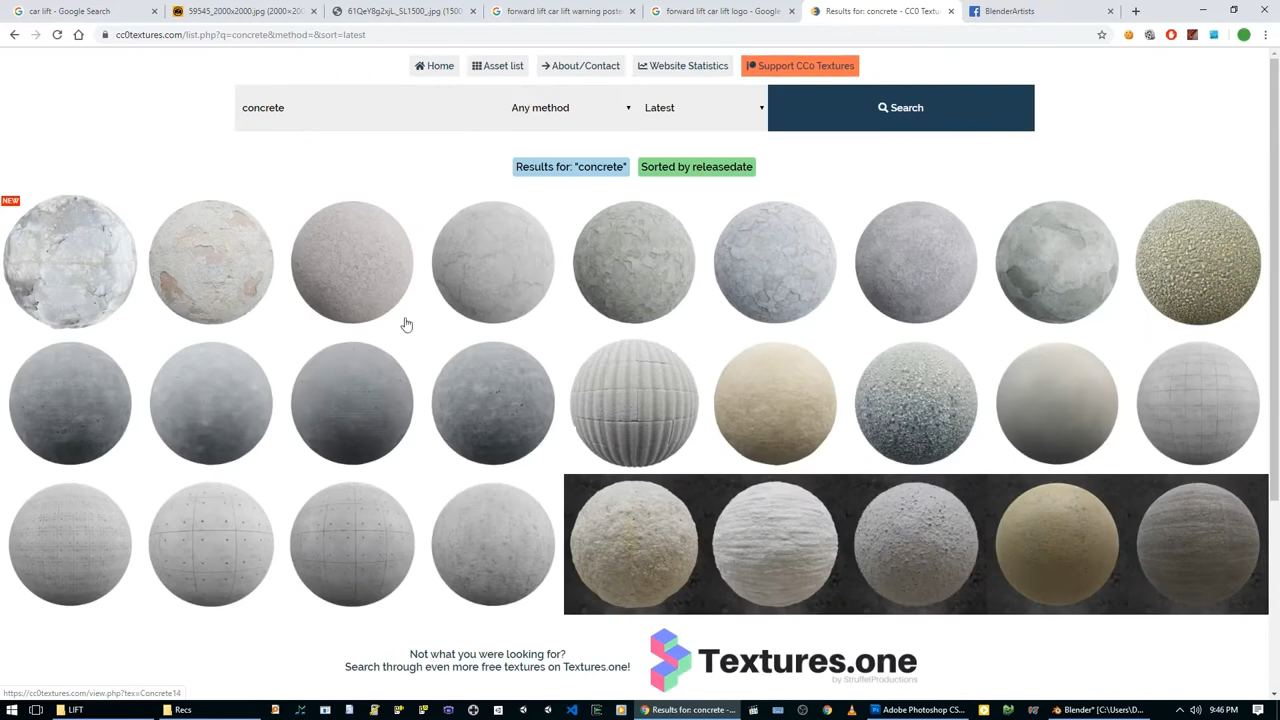 car lift - Google Search
59545_2000x2000.jpg (2000×200
61QeY8g2xjL_SL1500_.jpg (1500
forward lift car lift warning poste
forward lift car lift logo - Google
Results for: concrete - CC0 Textu
BlenderArtists
cc0textures.com/list.php?q=concrete&method=&sort=latest
Home
Asset list
About/Contact
Website Statistics
Support CC0 Textures
concrete
Any method
Latest
Search
Results for: "concrete"
Sorted by releasedate
NEW
Not what you were looking for?
Search through even more free textures on Textures.one!
Textures.one
by StruffelProductions
https://cc0textures.com/view.php?tex=Concrete14
LIFT
Recs
Results for: concrete -...
Adobe Photoshop CS...
Blender* [C:\Users\D...
9:46 PM